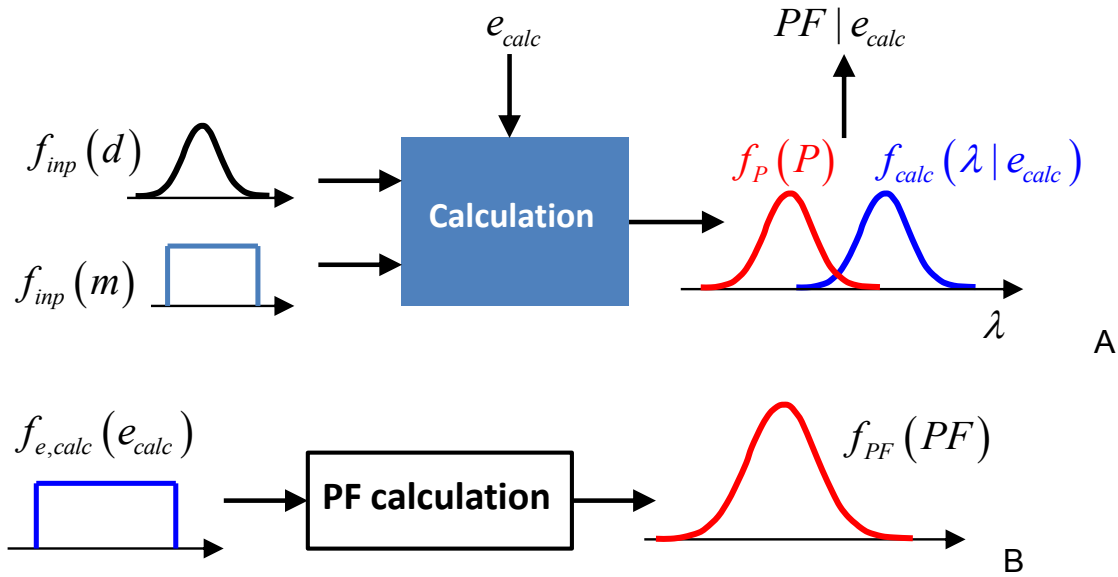 e_calc
PF | e_calc
f_inp (d)
f_P (P)
f_calc (λ | e_calc)
Calculation
f_inp (m)
λ
A
f_e,calc (e_calc)
f_PF (PF)
PF calculation
B